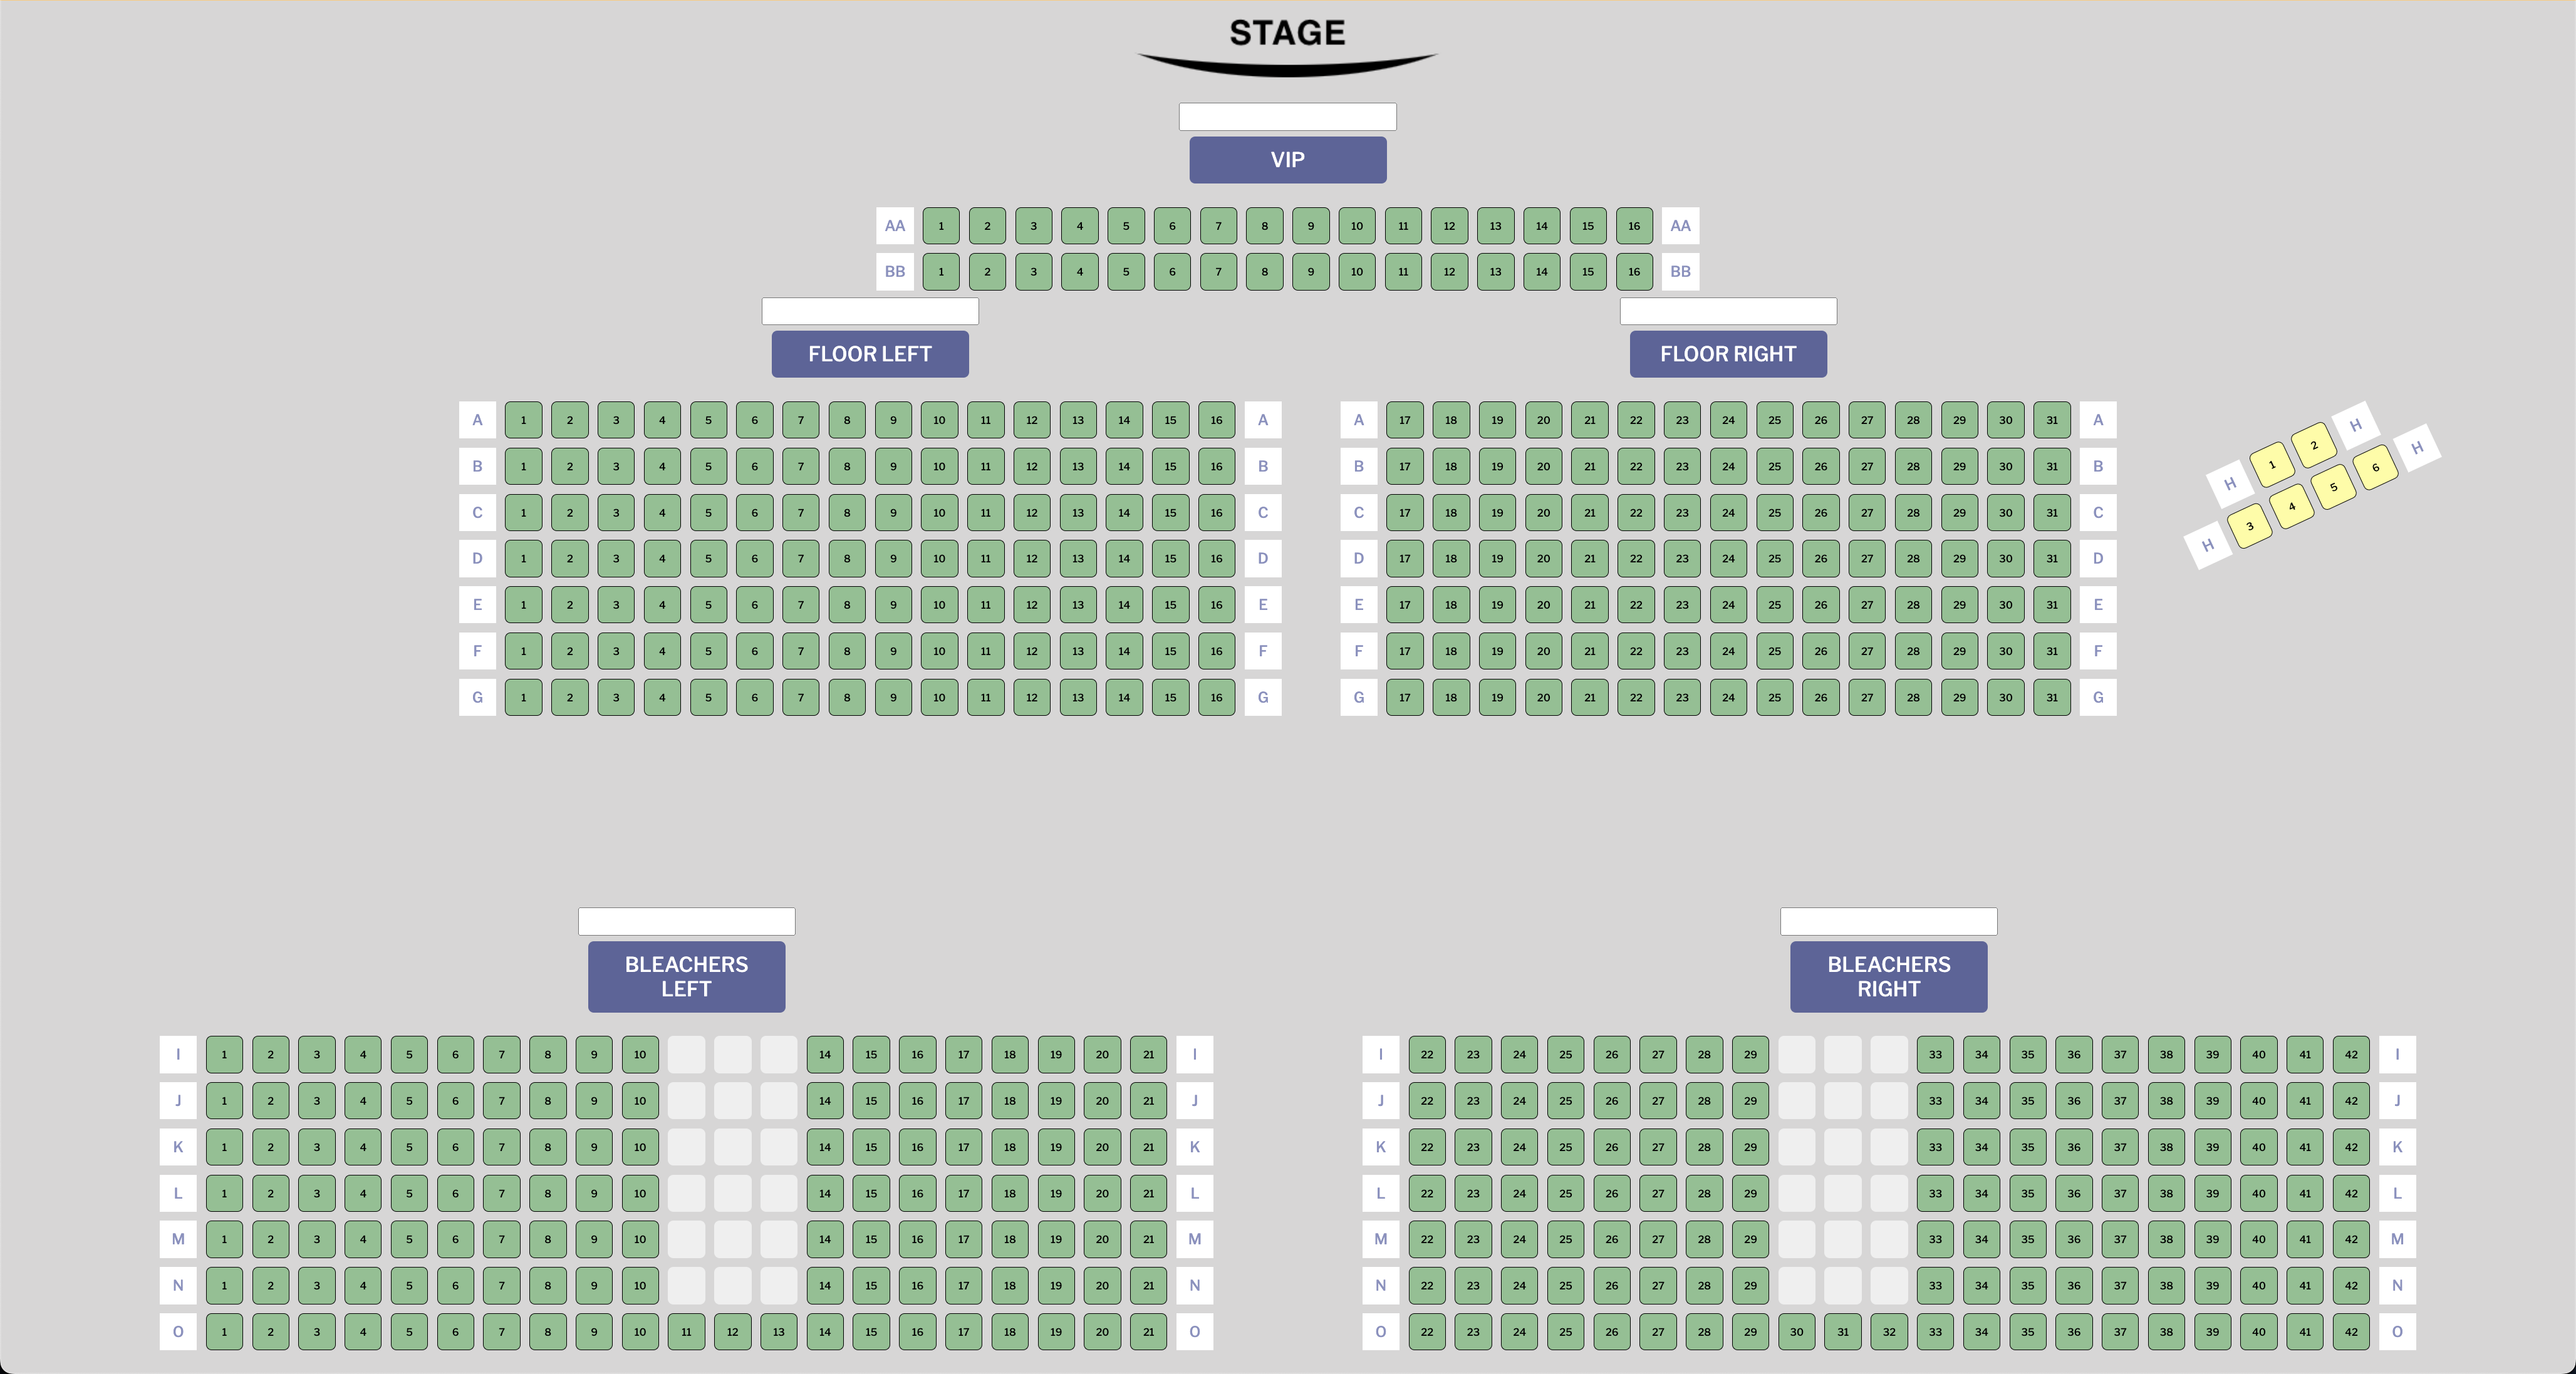 STAGE
VIP
AA 1 2 3 4 5 6 7 8 9 10 11 12 13 14 15 16 AA
BB 1 2 3 4 5 6 7 8 9 10 11 12 13 14 15 16 BB
FLOOR LEFT
FLOOR RIGHT
A 1 2 3 4 5 6 7 8 9 10 11 12 13 14 15 16 A
B 1 2 3 4 5 6 7 8 9 10 11 12 13 14 15 16 B
C 1 2 3 4 5 6 7 8 9 10 11 12 13 14 15 16 C
D 1 2 3 4 5 6 7 8 9 10 11 12 13 14 15 16 D
E 1 2 3 4 5 6 7 8 9 10 11 12 13 14 15 16 E
F 1 2 3 4 5 6 7 8 9 10 11 12 13 14 15 16 F
G 1 2 3 4 5 6 7 8 9 10 11 12 13 14 15 16 G
A 17 18 19 20 21 22 23 24 25 26 27 28 29 30 31 A
B 17 18 19 20 21 22 23 24 25 26 27 28 29 30 31 B
C 17 18 19 20 21 22 23 24 25 26 27 28 29 30 31 C
D 17 18 19 20 21 22 23 24 25 26 27 28 29 30 31 D
E 17 18 19 20 21 22 23 24 25 26 27 28 29 30 31 E
F 17 18 19 20 21 22 23 24 25 26 27 28 29 30 31 F
G 17 18 19 20 21 22 23 24 25 26 27 28 29 30 31 G
H 1 2 H
H 3 4 5 6 H
BLEACHERS
LEFT
I 1 2 3 4 5 6 7 8 9 10 14 15 16 17 18 19 20 21 I
J 1 2 3 4 5 6 7 8 9 10 14 15 16 17 18 19 20 21 J
K 1 2 3 4 5 6 7 8 9 10 14 15 16 17 18 19 20 21 K
L 1 2 3 4 5 6 7 8 9 10 14 15 16 17 18 19 20 21 L
M 1 2 3 4 5 6 7 8 9 10 14 15 16 17 18 19 20 21 M
N 1 2 3 4 5 6 7 8 9 10 14 15 16 17 18 19 20 21 N
O 1 2 3 4 5 6 7 8 9 10 11 12 13 14 15 16 17 18 19 20 21 O
BLEACHERS
RIGHT
I 22 23 24 25 26 27 28 29 33 34 35 36 37 38 39 40 41 42 I
J 22 23 24 25 26 27 28 29 33 34 35 36 37 38 39 40 41 42 J
K 22 23 24 25 26 27 28 29 33 34 35 36 37 38 39 40 41 42 K
L 22 23 24 25 26 27 28 29 33 34 35 36 37 38 39 40 41 42 L
M 22 23 24 25 26 27 28 29 33 34 35 36 37 38 39 40 41 42 M
N 22 23 24 25 26 27 28 29 33 34 35 36 37 38 39 40 41 42 N
O 22 23 24 25 26 27 28 29 30 31 32 33 34 35 36 37 38 39 40 41 42 O